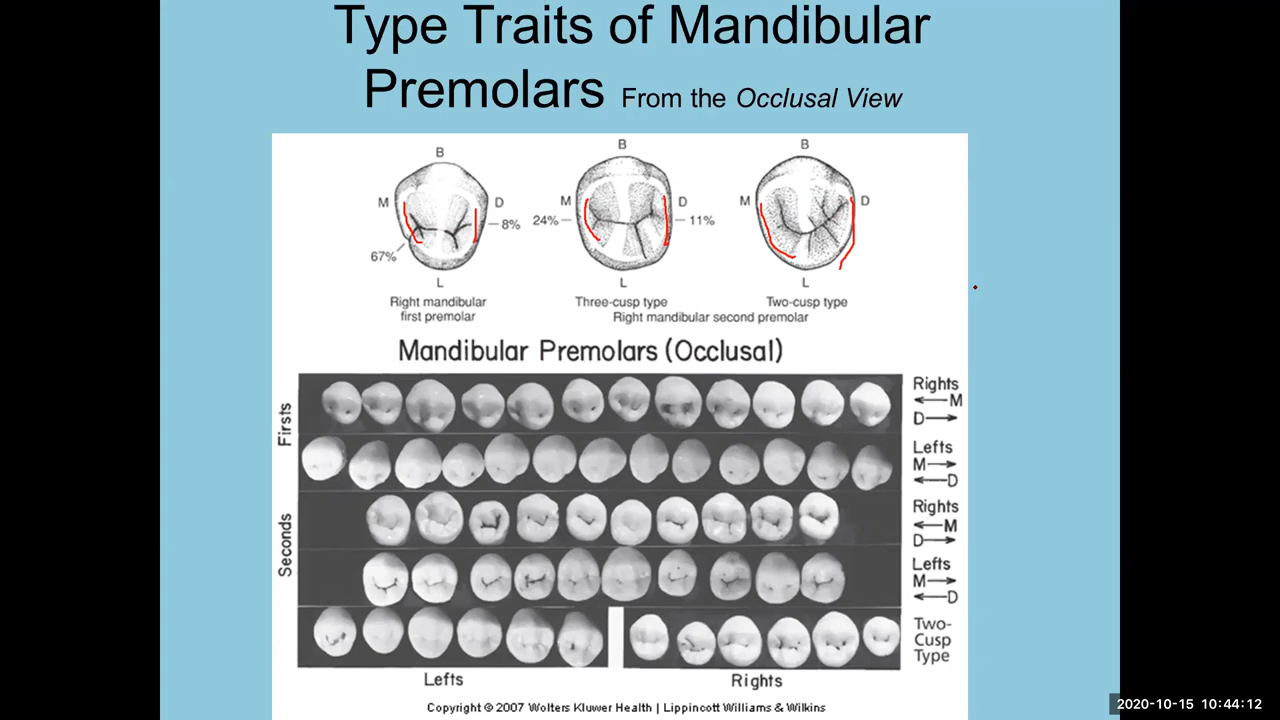 Type Traits of Mandibular
Premolars From the Occlusal View
B
B
B
M
D
M
D
M
D
8%
24%
11%
67%
L
L
L
Right mandibular
first premolar
Three-cusp type
Two-cusp type
Right mandibular second premolar
Mandibular Premolars (Occlusal)
Firsts
Rights
←M
D→
Lefts
M→
←D
Seconds
Rights
←M
D→
Lefts
M→
←D
Two-
Cusp
Type
Lefts
Rights
Copyright © 2007 Wolters Kluwer Health | Lippincott Williams & Wilkins
2020-10-15 10:44:12